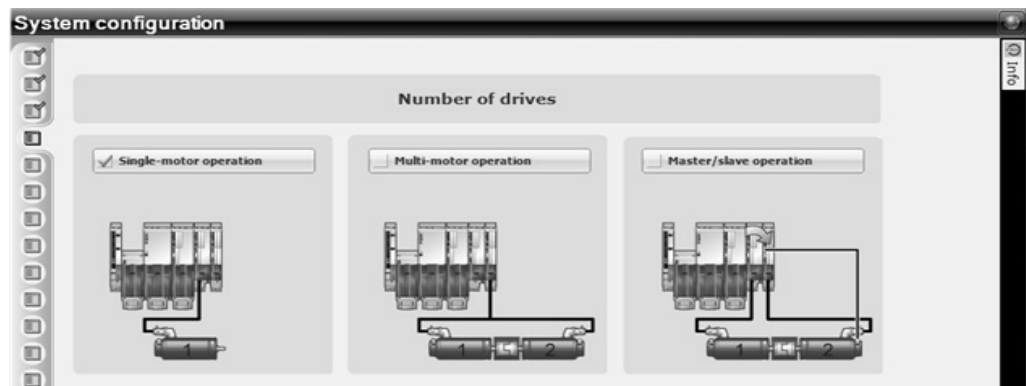 System configuration
Info
Number of drives
Single-motor operation
Multi-motor operation
Master/slave operation
1
1 2
1 2